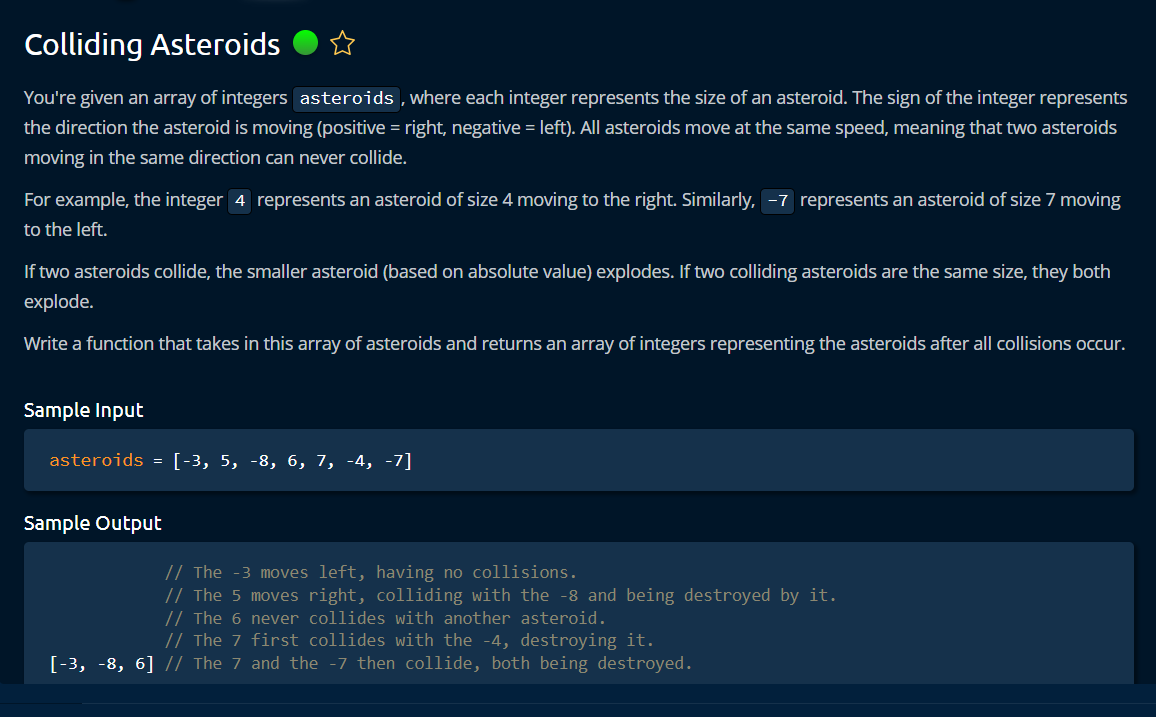 Colliding Asteroids
You're given an array of integers asteroids, where each integer represents the size of an asteroid. The sign of the integer represents
the direction the asteroid is moving (positive = right, negative = left). All asteroids move at the same speed, meaning that two asteroids
moving in the same direction can never collide.
For example, the integer 4 represents an asteroid of size 4 moving to the right. Similarly, -7 represents an asteroid of size 7 moving
to the left.
If two asteroids collide, the smaller asteroid (based on absolute value) explodes. If two colliding asteroids are the same size, they both
explode.
Write a function that takes in this array of asteroids and returns an array of integers representing the asteroids after all collisions occur.
Sample Input
asteroids = [-3, 5, -8, 6, 7, -4, -7]
Sample Output
// The -3 moves left, having no collisions.
// The 5 moves right, colliding with the -8 and being destroyed by it.
// The 6 never collides with another asteroid.
// The 7 first collides with the -4, destroying it.
[-3, -8, 6] // The 7 and the -7 then collide, both being destroyed.